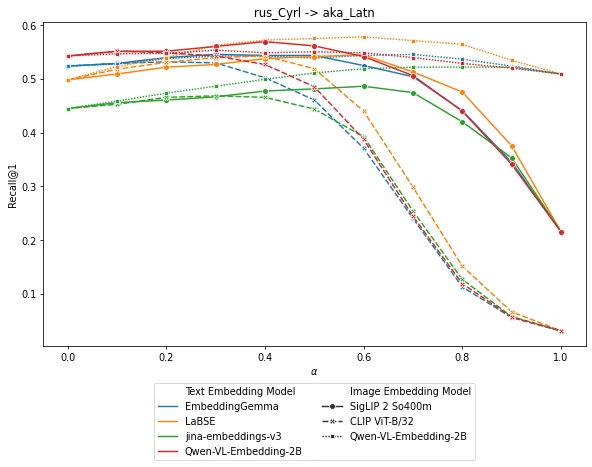 rus_Cyrl -> aka_Latn
Recall@1
0.6
0.5
0.4
0.3
0.2
0.1
0.0 0.2 0.4 0.6 0.8 1.0
α
Text Embedding Model Image Embedding Model
EmbeddingGemma SigLIP 2 So400m
LaBSE CLIP ViT-B/32
jina-embeddings-v3 Qwen-VL-Embedding-2B
Qwen-VL-Embedding-2B